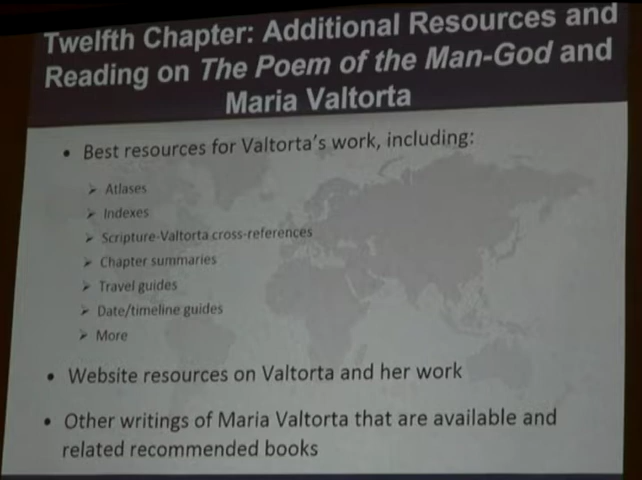 Twelfth Chapter: Additional Resources and
Reading on The Poem of the Man-God and
Maria Valtorta
• Best resources for Valtorta's work, including:
➢ Atlases
➢ Indexes
➢ Scripture-Valtorta cross-references
➢ Chapter summaries
➢ Travel guides
➢ Date/timeline guides
➢ More
• Website resources on Valtorta and her work
• Other writings of Maria Valtorta that are available and
related recommended books